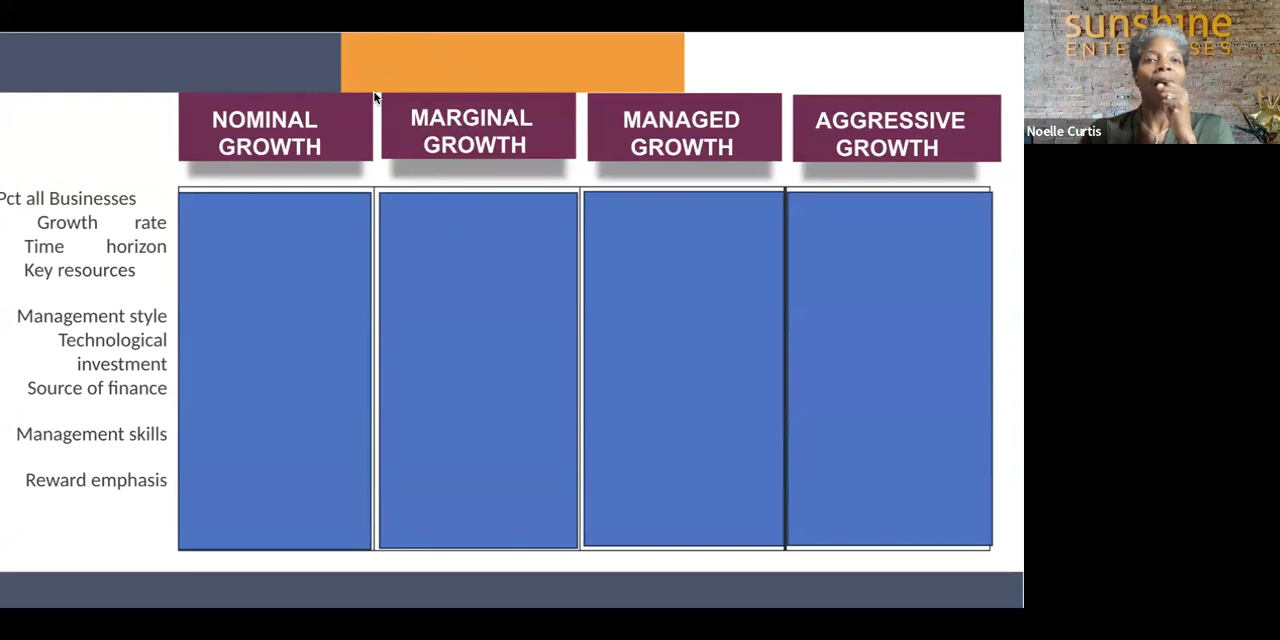 sunshine
ENTERPRISES
Noelle Curtis
NOMINAL
GROWTH
MARGINAL
GROWTH
MANAGED
GROWTH
AGGRESSIVE
GROWTH
Pct all Businesses
Growth rate
Time horizon
Key resources
Management style
Technological
investment
Source of finance
Management skills
Reward emphasis